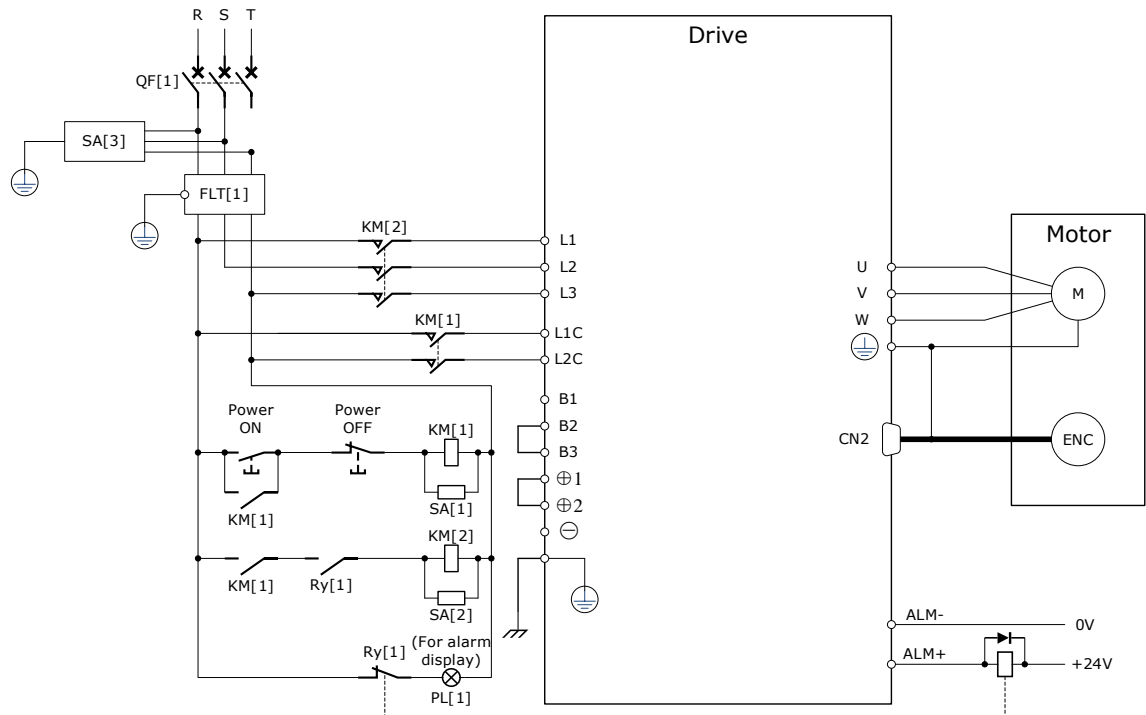 R S T
Drive
QF[1]
SA[3]
FLT[1]
KM[2]
Motor
L1
L2
L3
U
V
W
M
KM[1]
L1C
L2C
B1
B2
B3
⊕1
⊕2
⊖
Power
ON
Power
OFF
KM[1]
SA[1]
KM[1]
CN2
ENC
KM[2]
KM[1]
Ry[1]
SA[2]
Ry[1]
(For alarm
display)
PL[1]
ALM-
0V
ALM+
+24V